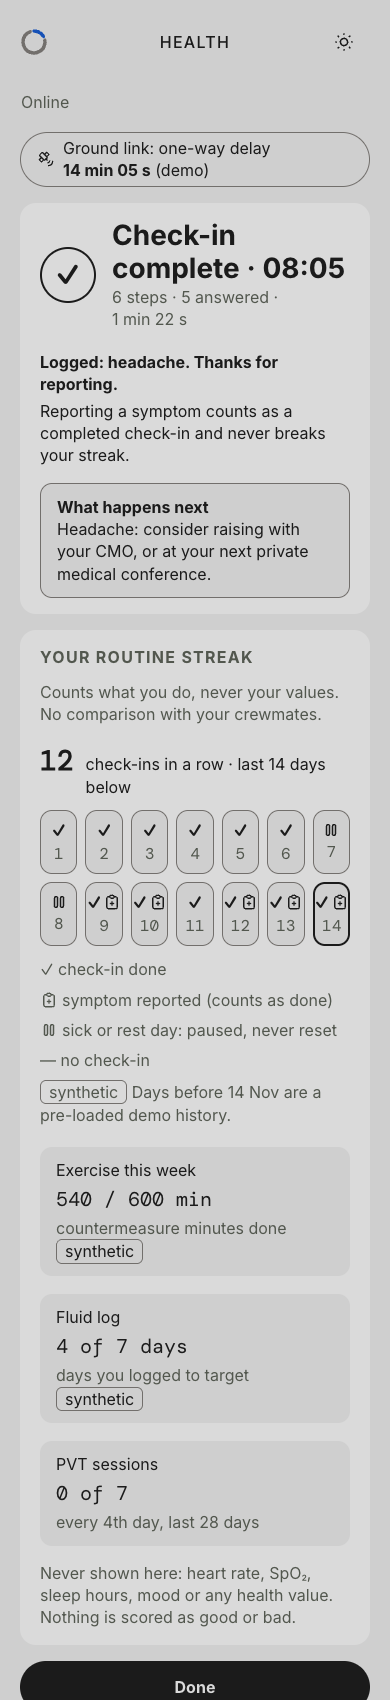 HEALTH
Online
Ground link: one-way delay
14 min 05 s (demo)
Check-in
complete · 08:05
6 steps · 5 answered ·
1 min 22 s
Logged: headache. Thanks for
reporting.
Reporting a symptom counts as a
completed check-in and never breaks
your streak.
What happens next
Headache: consider raising with
your CMO, or at your next private
medical conference.
YOUR ROUTINE STREAK
Counts what you do, never your values.
No comparison with your crewmates.
12 check-ins in a row · last 14 days
below
1 2 3 4 5 6 7
8 9 10 11 12 13 14
✓ check-in done
symptom reported (counts as done)
sick or rest day: paused, never reset
— no check-in
synthetic Days before 14 Nov are a
pre-loaded demo history.
Exercise this week
540 / 600 min
countermeasure minutes done
synthetic
Fluid log
4 of 7 days
days you logged to target
synthetic
PVT sessions
0 of 7
every 4th day, last 28 days
Never shown here: heart rate, SpO₂,
sleep hours, mood or any health value.
Nothing is scored as good or bad.
Done